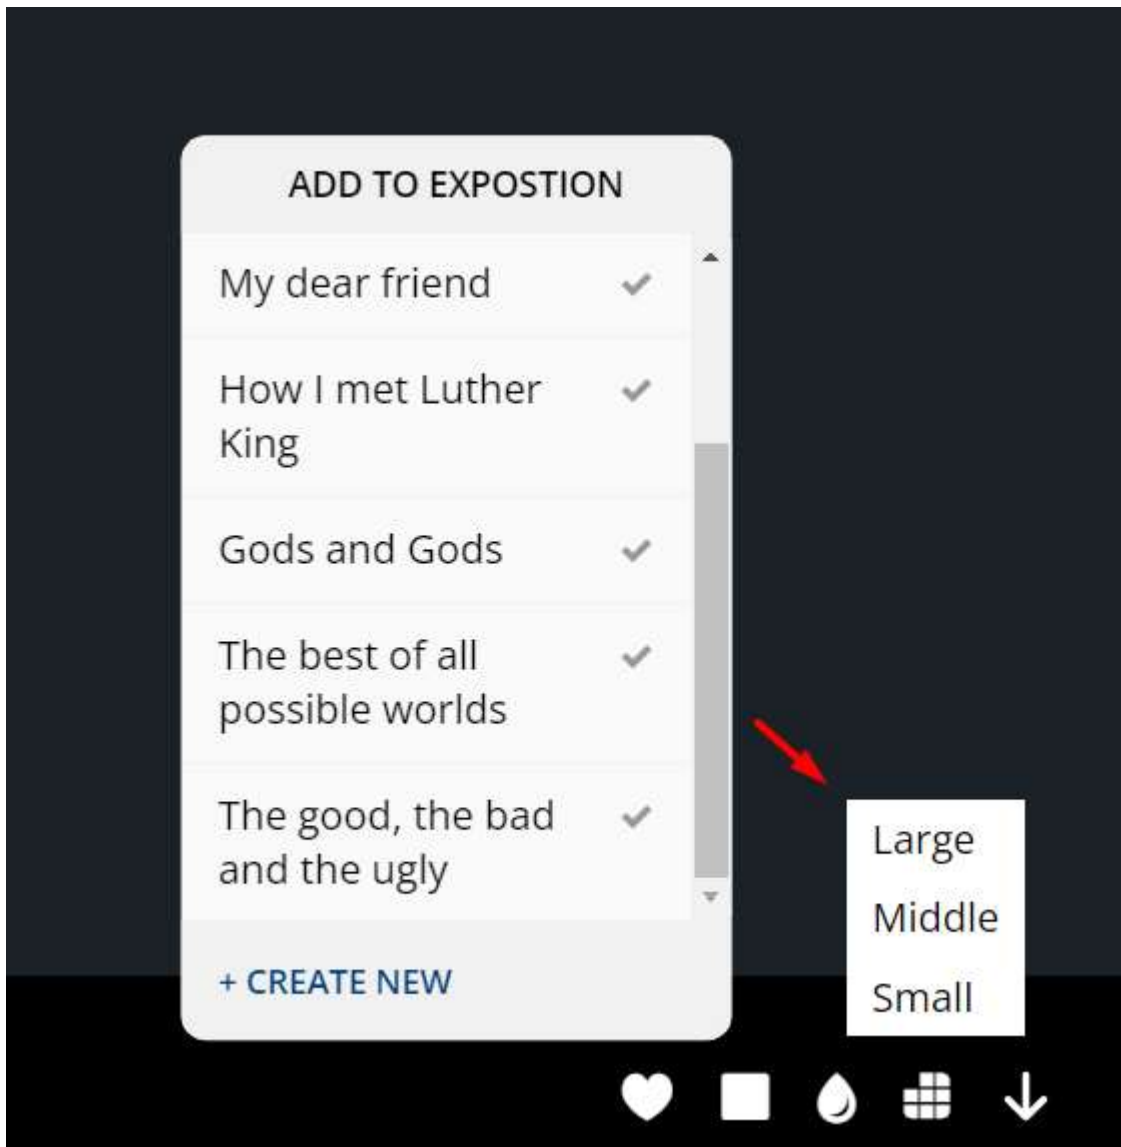 ADD TO EXPOSTION
My dear friend
How I met Luther
King
Gods and Gods
The best of all
possible worlds
The good, the bad
and the ugly
+ CREATE NEW
Large
Middle
Small